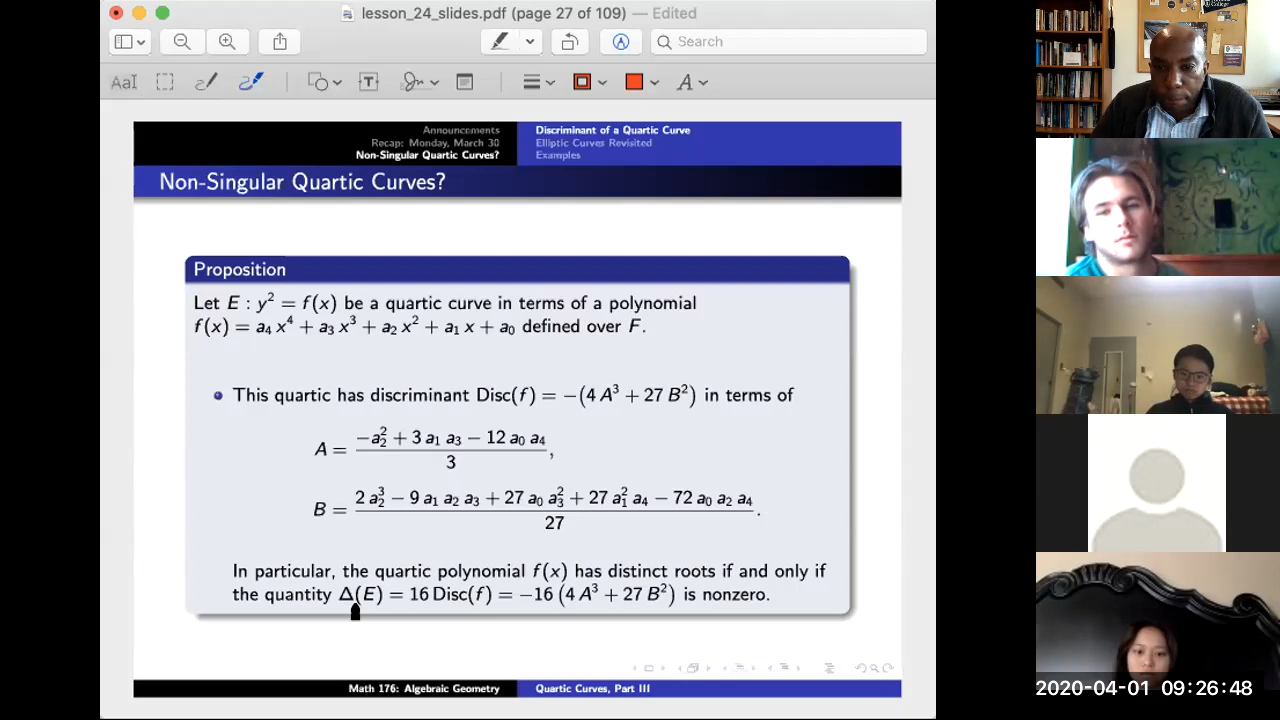 lesson_24_slides.pdf (page 27 of 109) — Edited
Search
AaI
T
A
Announcements
Recap: Monday, March 30
Non-Singular Quartic Curves?
Discriminant of a Quartic Curve
Elliptic Curves Revisited
Examples
Non-Singular Quartic Curves?
Proposition
Let E : y² = f(x) be a quartic curve in terms of a polynomial
f(x) = a₄ x⁴ + a₃ x³ + a₂ x² + a₁ x + a₀ defined over F.
• This quartic has discriminant Disc(f) = −(4 A³ + 27 B²) in terms of
A = (−a₂² + 3 a₁ a₃ − 12 a₀ a₄) / 3 ,
B = (2 a₂³ − 9 a₁ a₂ a₃ + 27 a₀ a₃² + 27 a₁² a₄ − 72 a₀ a₂ a₄) / 27 .
In particular, the quartic polynomial f(x) has distinct roots if and only if
the quantity Δ(E) = 16 Disc(f) = −16 (4 A³ + 27 B²) is nonzero.
Math 176: Algebraic Geometry
Quartic Curves, Part III
2020-04-01 09:26:48